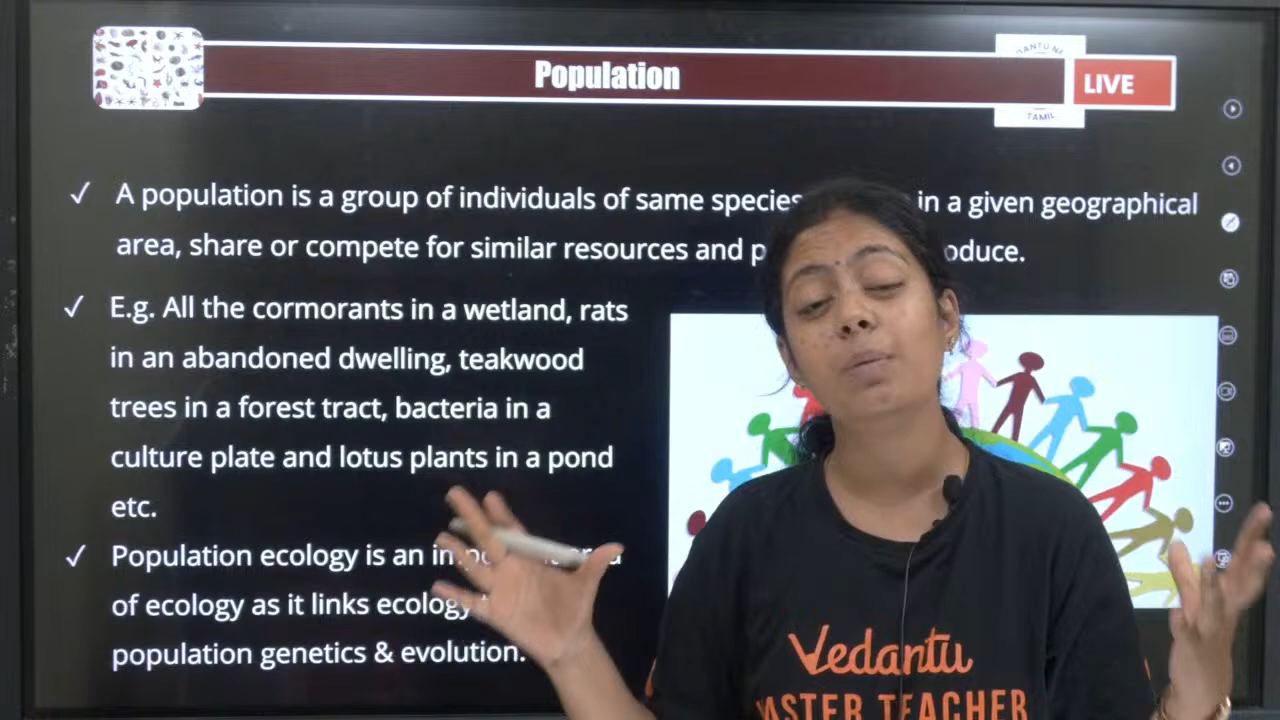 Population
LIVE
TAMIL
✓ A population is a group of individuals of same species in a given geographical
area, share or compete for similar resources and
✓ E.g. All the cormorants in a wetland, rats
in an abandoned dwelling, teakwood
trees in a forest tract, bacteria in a
culture plate and lotus plants in a pond
etc.
✓ Population ecology is an
of ecology as it links ecology
population genetics & evolution.
Vedantu
MASTER TEACHER